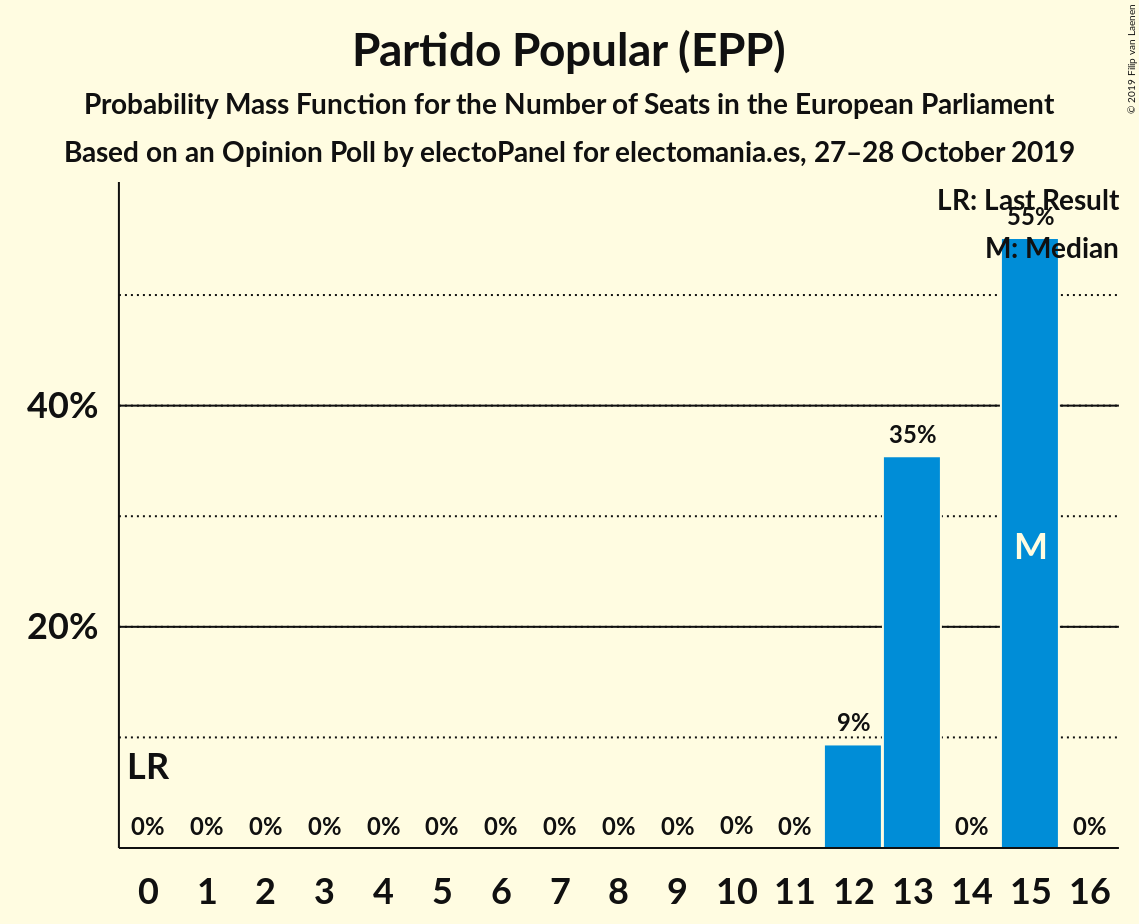 Partido Popular (EPP)
Probability Mass Function for the Number of Seats in the European Parliament
Based on an Opinion Poll by electoPanel for electomania.es, 27–28 October 2019
© 2019 Filip van Laenen
LR: Last Result
55%
M: Median
40%
35%
M
20%
9%
LR
0% 0% 0% 0% 0% 0% 0% 0% 0% 0% 0% 0% 0% 0%
0 1 2 3 4 5 6 7 8 9 10 11 12 13 14 15 16